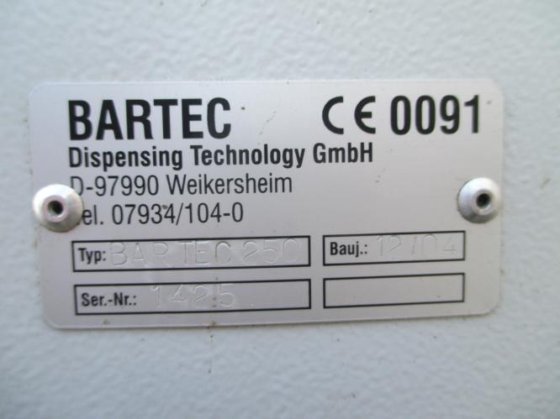 BARTEC CE 0091
Dispensing Technology GmbH
D-97990 Weikersheim
Tel. 07934/104-0
Typ: BARTEC 250 Bauj.: 12/04
Ser.-Nr.: 1425